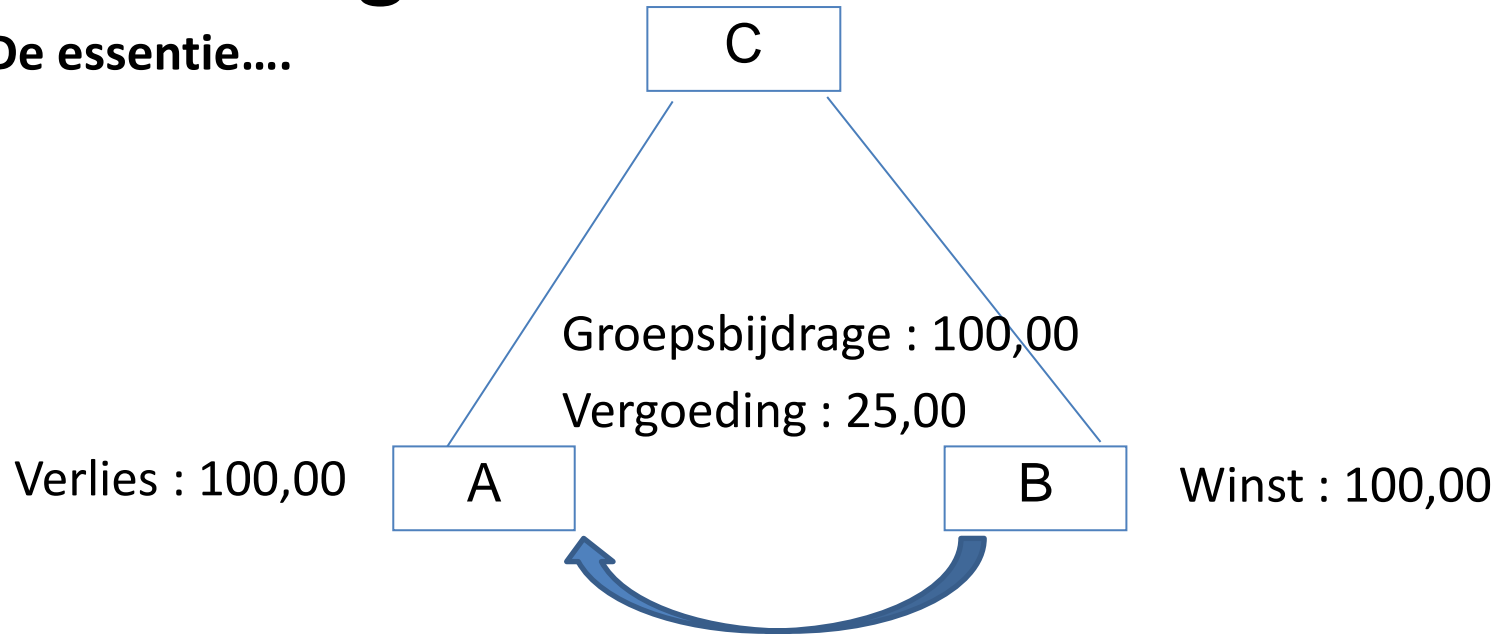 De essentie….
C
Groepsbijdrage : 100,00
Vergoeding : 25,00
Verlies : 100,00
A
B
Winst : 100,00